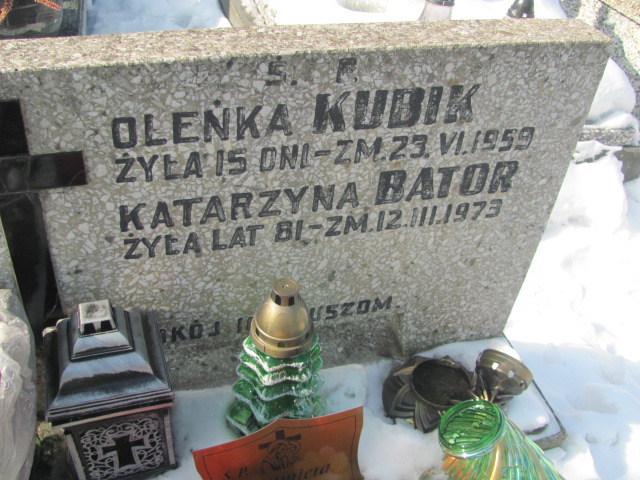 Ś. P.
OLEŃKA KUBIK
ŻYŁA 15 DNI-ZM.23.VI.1959
KATARZYNA BATOR
ŻYŁA LAT 81-ZM.12.III.1973
Ś.P.